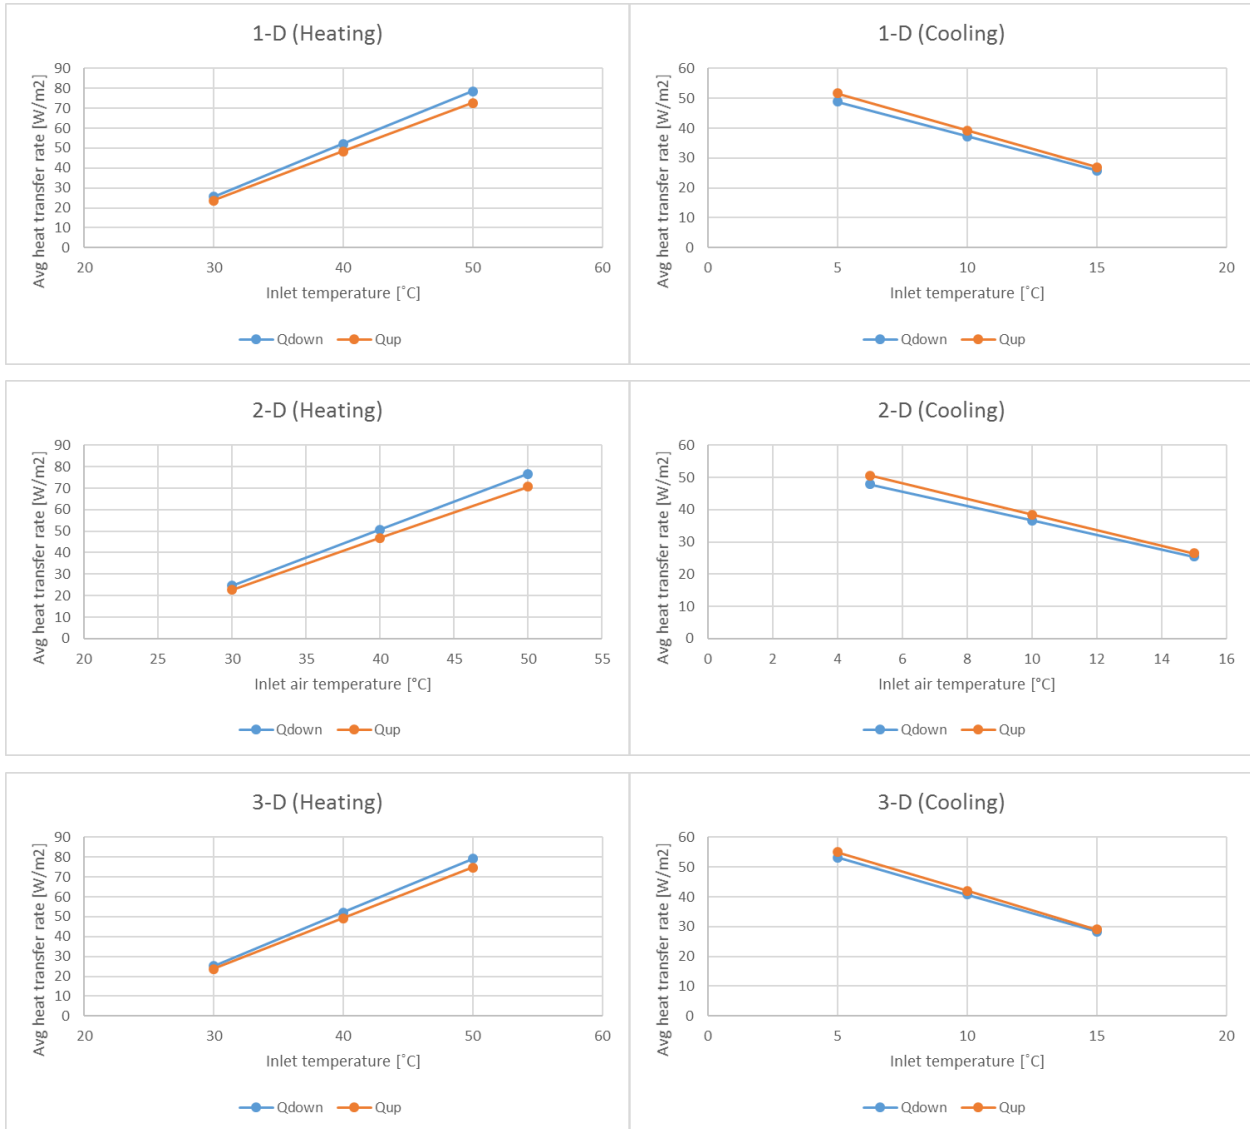 1-D (Heating)
Avg heat transfer rate [W/m2]
90
80
70
60
50
40
30
20
10
0
20 30 40 50 60
Inlet temperature [˚C]
Qdown Qup
1-D (Cooling)
Avg heat transfer rate [W/m2]
60
50
40
30
20
10
0
0 5 10 15 20
Inlet temperature [˚C]
Qdown Qup
2-D (Heating)
Avg heat transfer rate [W/m2]
90
80
70
60
50
40
30
20
10
0
20 25 30 35 40 45 50 55
Inlet air temperature [°C]
Qdown Qup
2-D (Cooling)
Avg heat transfer rate [W/m2]
60
50
40
30
20
10
0
0 2 4 6 8 10 12 14 16
Inlet air temperature [°C]
Qdown Qup
3-D (Heating)
Avg heat transfer rate [W/m2]
90
80
70
60
50
40
30
20
10
0
20 30 40 50 60
Inlet temperature [˚C]
Qdown Qup
3-D (Cooling)
Avg heat transfer rate [W/m2]
60
50
40
30
20
10
0
0 5 10 15 20
Inlet temperature [˚C]
Qdown Qup